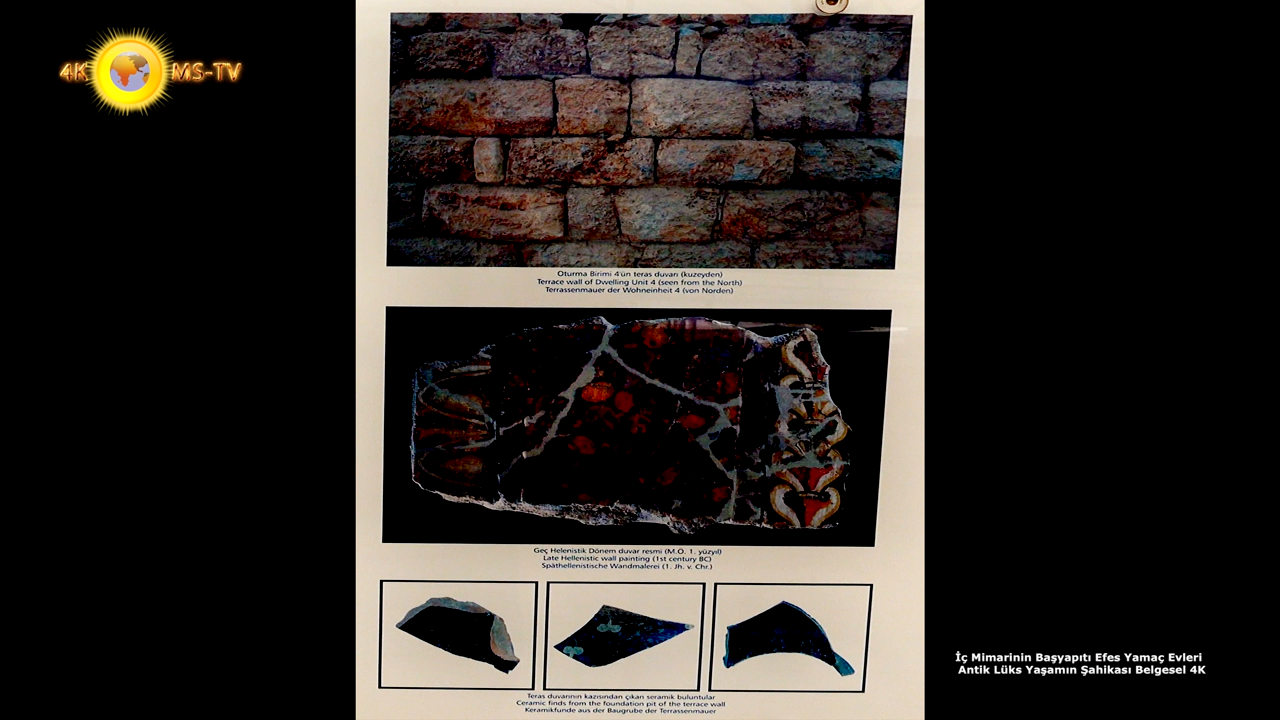 4K MS-TV
Oturma Birimi 4'ün teras duvarı (kuzeyden)
Terrace wall of Dwelling Unit 4 (seen from the North)
Terrassenmauer der Wohneinheit 4 (von Norden)
Geç Helenistik Dönem duvar resmi (M.Ö. 1. yüzyıl)
Late Hellenistic wall painting (1st century BC)
Späthellenistische Wandmalerei (1. Jh. v. Chr.)
Teras duvarının kazısından çıkan seramik buluntular
Ceramic finds from the foundation pit of the terrace wall
Keramikfunde aus der Baugrube der Terrassenmauer
İç Mimarinin Başyapıtı Efes Yamaç Evleri
Antik Lüks Yaşamın Şahikası Belgesel 4K